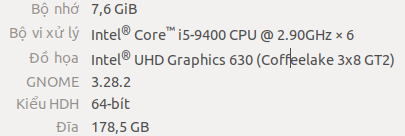 Bộ nhớ 7,6 GiB
Bộ vi xử lý Intel® Core™ i5-9400 CPU @ 2.90GHz × 6
Đồ họa Intel® UHD Graphics 630 (Coffeelake 3x8 GT2)
GNOME 3.28.2
Kiểu HĐH 64-bít
Đĩa 178,5 GB